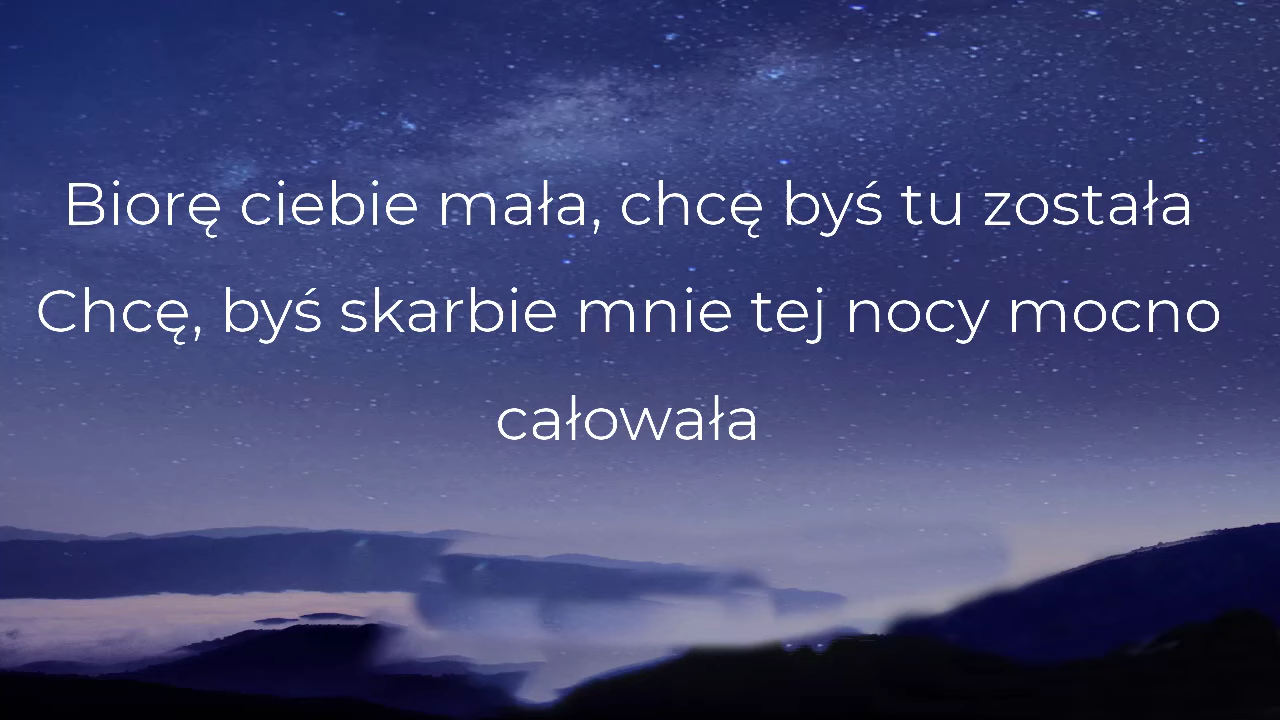 Biorę ciebie mała, chcę byś tu została
Chcę, byś skarbie mnie tej nocy mocno
całowała